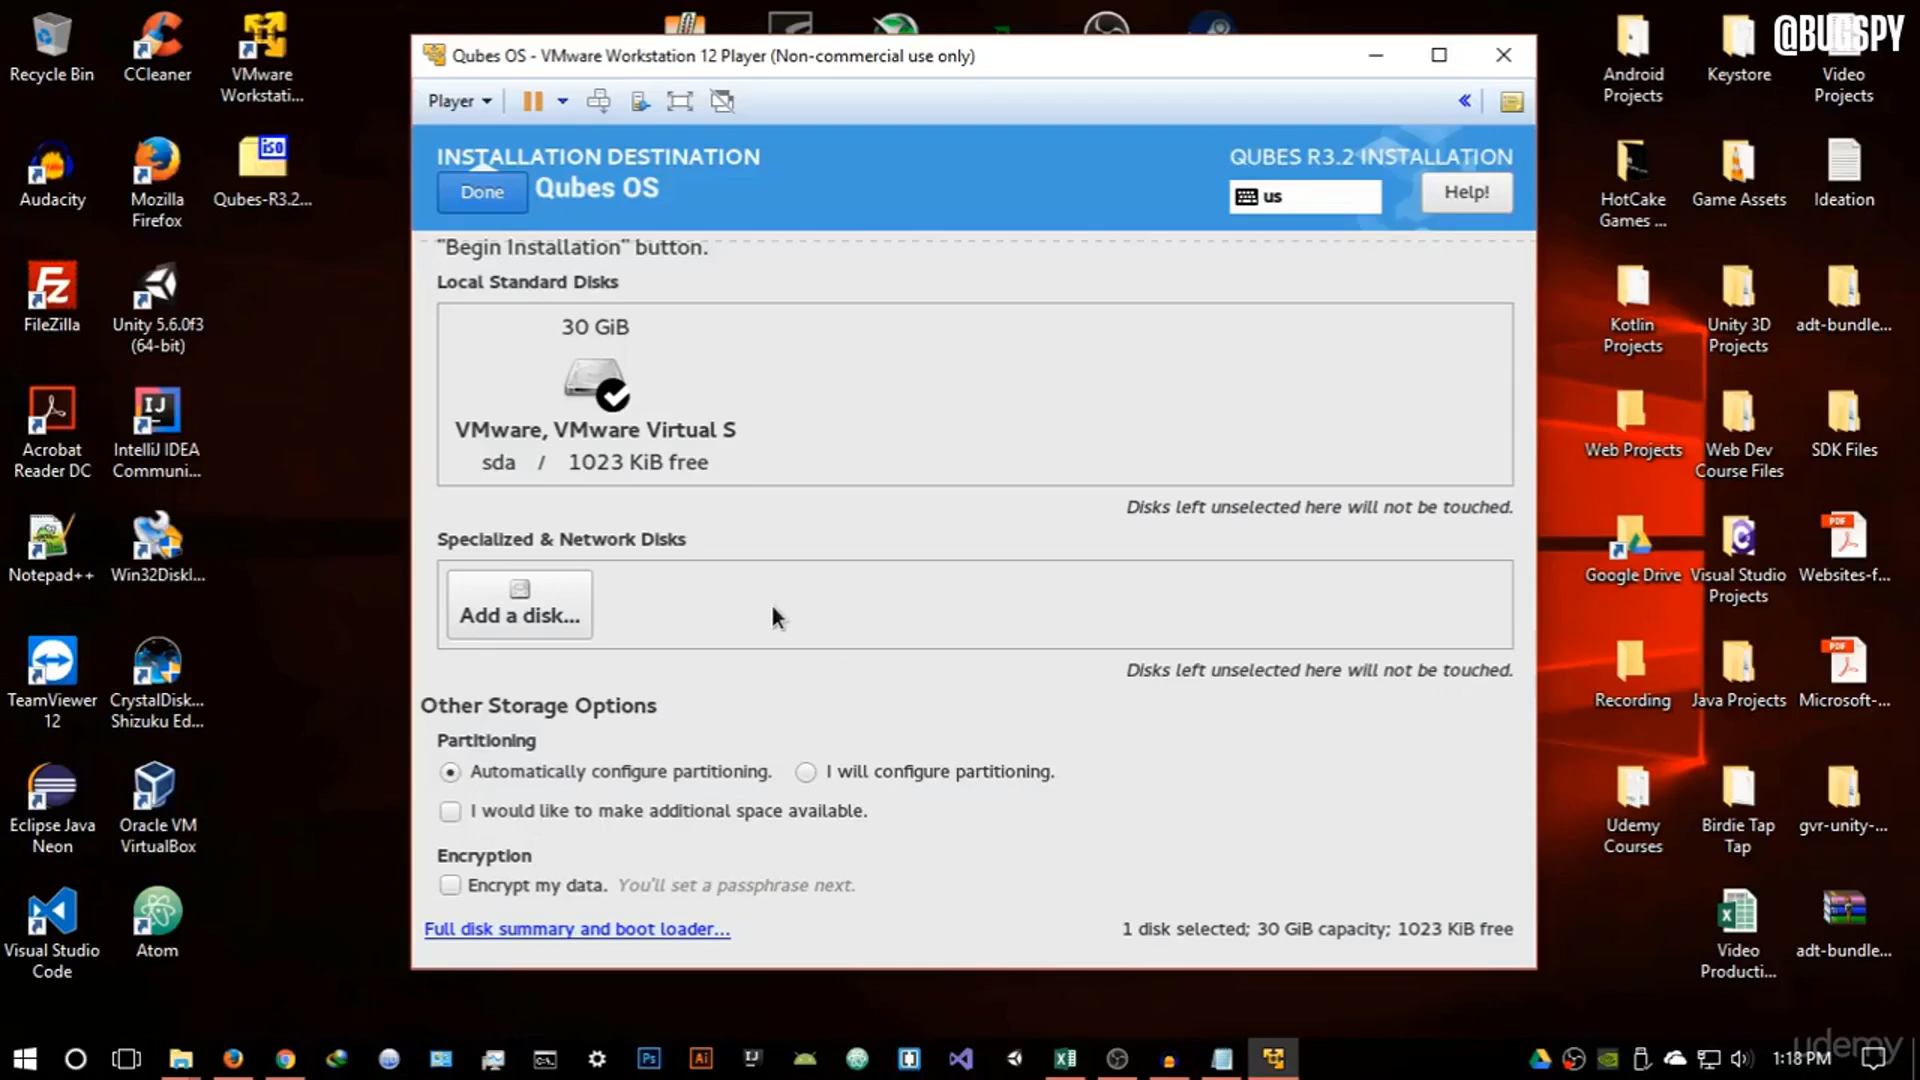 @BUGSPY
Recycle Bin
CCleaner
VMware
Workstati...
Audacity
Mozilla
Firefox
iso
Qubes-R3.2...
FileZilla
Unity 5.6.0f3
(64-bit)
Acrobat
Reader DC
IntelliJ IDEA
Communi...
Notepad++
Win32DiskI...
TeamViewer
12
CrystalDisk...
Shizuku Ed...
Eclipse Java
Neon
Oracle VM
VirtualBox
Visual Studio
Code
Atom
Qubes OS - VMware Workstation 12 Player (Non-commercial use only)
Player
INSTALLATION DESTINATION
QUBES R3.2 INSTALLATION
Done
Qubes OS
us
Help!
"Begin Installation" button.
Local Standard Disks
30 GiB
VMware, VMware Virtual S
sda / 1023 KiB free
Disks left unselected here will not be touched.
Specialized & Network Disks
Add a disk...
Disks left unselected here will not be touched.
Other Storage Options
Partitioning
Automatically configure partitioning.
I will configure partitioning.
I would like to make additional space available.
Encryption
Encrypt my data. You'll set a passphrase next.
Full disk summary and boot loader...
1 disk selected; 30 GiB capacity; 1023 KiB free
Android
Projects
Keystore
Video
Projects
HotCake
Games ...
Game Assets
Ideation
Kotlin
Projects
Unity 3D
Projects
adt-bundle...
Web Projects
Web Dev
Course Files
SDK Files
Google Drive
Visual Studio
Projects
PDF
Websites-f...
Recording
Java Projects
PDF
Microsoft-...
Udemy
Courses
Birdie Tap
Tap
gvr-unity-...
Video
Producti...
adt-bundle...
Ps
Ai
IJ
1:18 PM
udemy